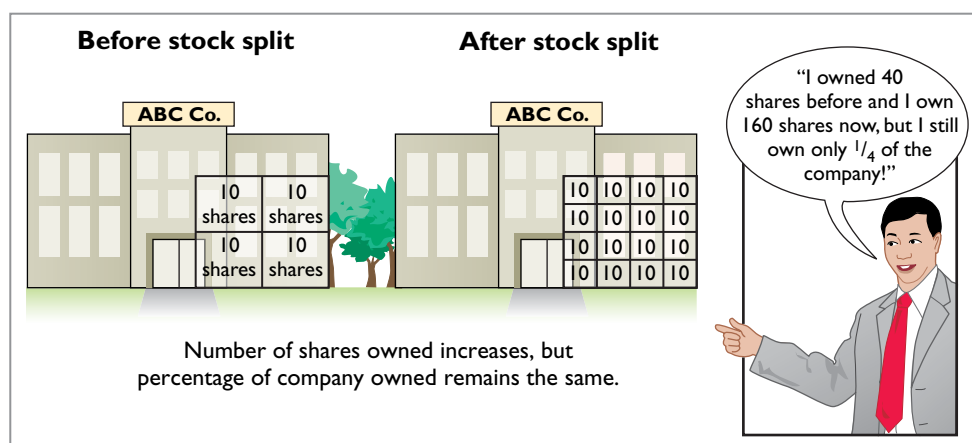 Before stock split
After stock split
ABC Co.
10 10
shares shares
10 10
shares shares
ABC Co.
10 10 10 10
10 10 10 10
10 10 10 10
10 10 10 10
“I owned 40
shares before and I own
160 shares now, but I still
own only 1/4 of the
company!”
Number of shares owned increases, but
percentage of company owned remains the same.